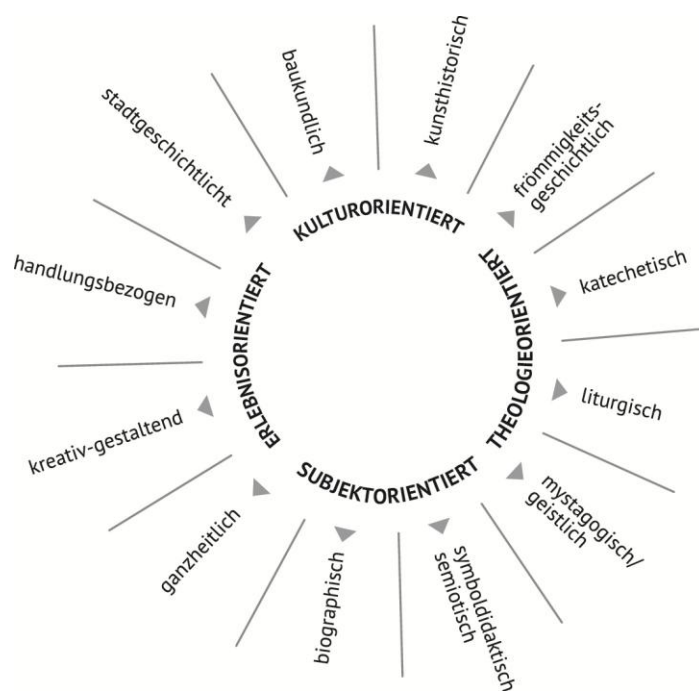 KULTURORIENTIERT
THEOLOGIEORIENTIERT
SUBJEKTORIENTIERT
ERLEBNISORIENTIERT
baukundlich
kunsthistorisch
frömmigkeits-
geschichtlich
katechetisch
liturgisch
mystagogisch/
geistlich
symboldidaktisch
semiotisch
biographisch
ganzheitlich
kreativ-gestaltend
handlungsbezogen
stadtgeschichtlicht